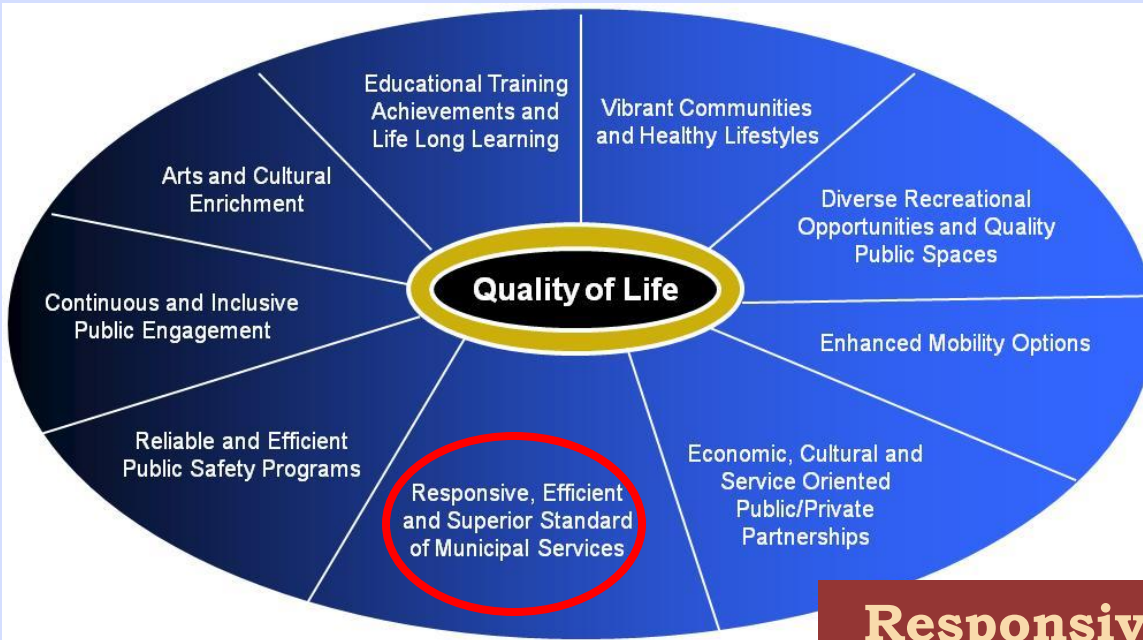 Educational Training
Achievements and
Life Long Learning
Vibrant Communities
and Healthy Lifestyles
Arts and Cultural
Enrichment
Diverse Recreational
Opportunities and Quality
Public Spaces
Quality of Life
Continuous and Inclusive
Public Engagement
Enhanced Mobility Options
Reliable and Efficient
Public Safety Programs
Responsive, Efficient
and Superior Standard
of Municipal Services
Economic, Cultural and
Service Oriented
Public/Private
Partnerships